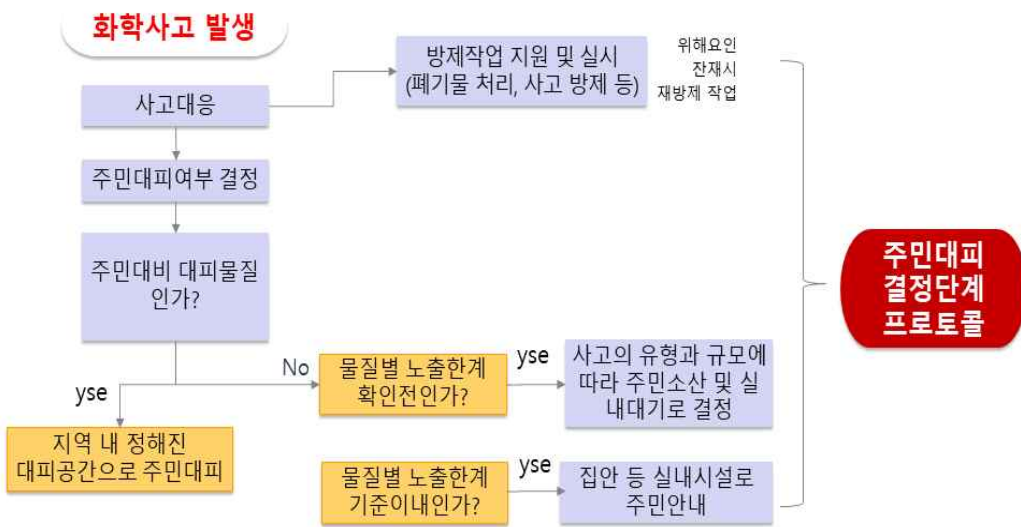 화학사고 발생
사고대응
방제작업 지원 및 실시
(폐기물 처리, 사고 방제 등)
위해요인
잔재시
재방제 작업
주민대피여부 결정
주민대비 대피물질
인가?
주민대피
결정단계
프로토콜
yse
No
물질별 노출한계
확인전인가?
yse
사고의 유형과 규모에
따라 주민소산 및 실
내대기로 결정
지역 내 정해진
대피공간으로 주민대피
물질별 노출한계
기준이내인가?
yse
집안 등 실내시설로
주민안내